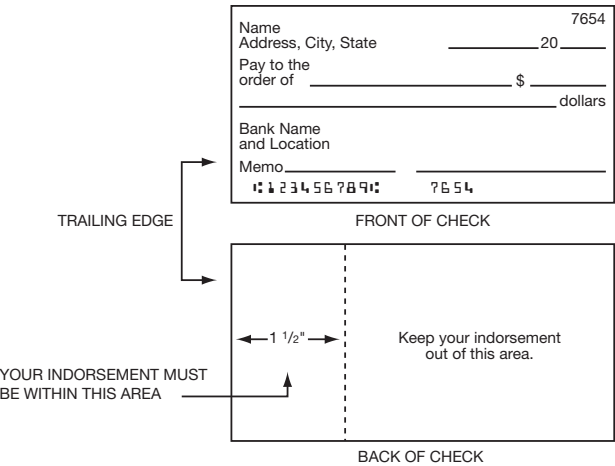 7654
Name
Address, City, State 20
Pay to the
order of $
dollars
Bank Name
and Location
Memo
⑆123456789⑆ 7654
TRAILING EDGE
FRONT OF CHECK
1 1/2"
Keep your indorsement
out of this area.
YOUR INDORSEMENT MUST
BE WITHIN THIS AREA
BACK OF CHECK